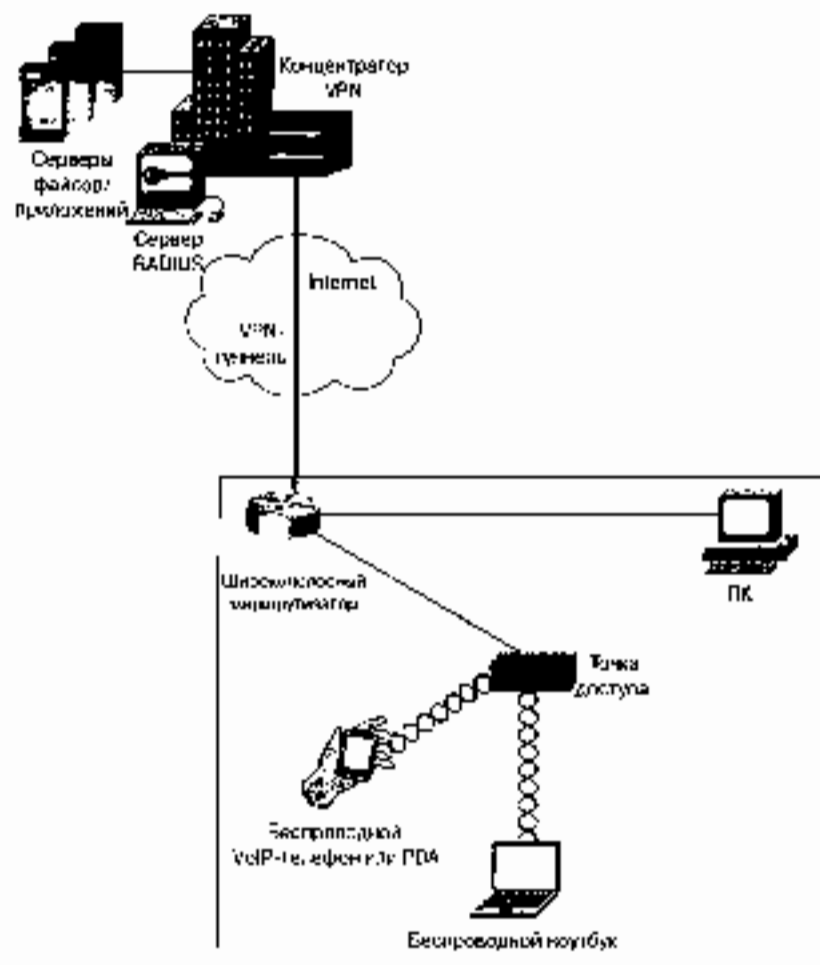 Концентратор
VPN
Серверы
файлов/
приложений
Сервер
RADIUS
Internet
VPN-
туннель
Широкополосный
маршрутизатор
ПК
Точка
доступа
Беспроводной
VoIP-телефон или PDA
Беспроводной ноутбук